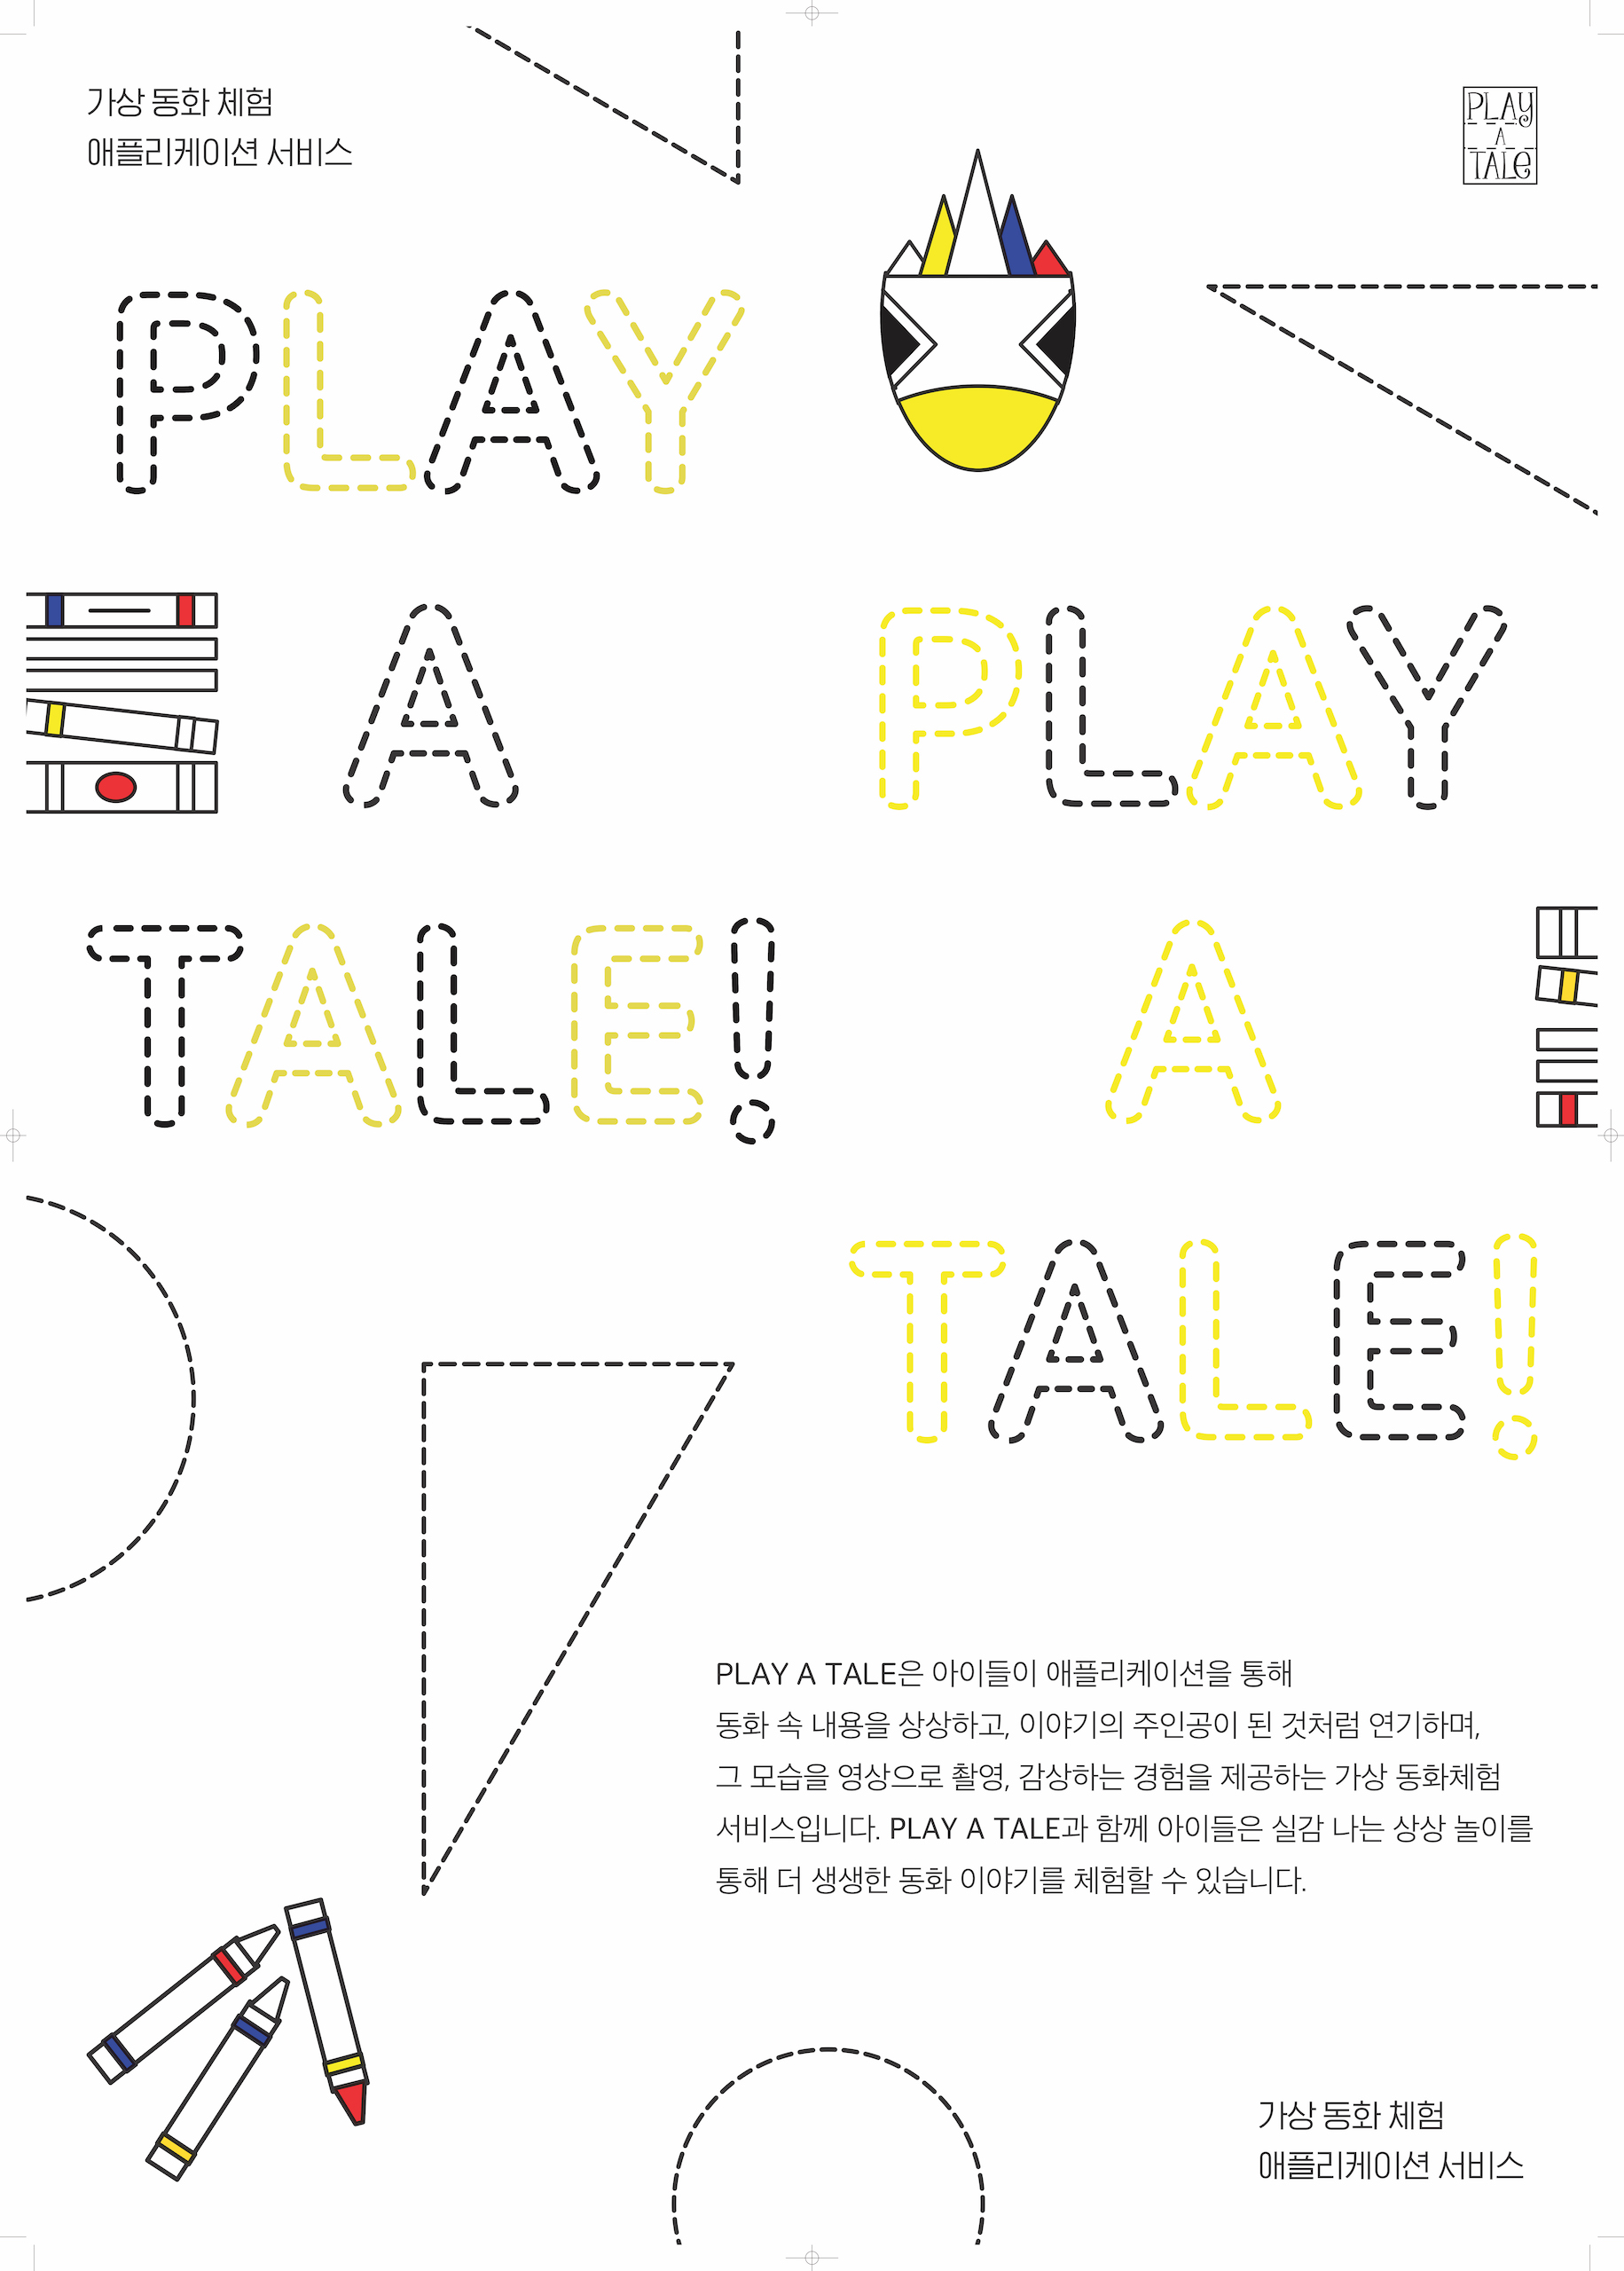 가상 동화 체험
애플리케이션 서비스
PLAY
A
TALE
PLAY
A
TALE!
PLAY
A
TALE!
PLAY A TALE은 아이들이 애플리케이션을 통해
동화 속 내용을 상상하고, 이야기의 주인공이 된 것처럼 연기하며,
그 모습을 영상으로 촬영, 감상하는 경험을 제공하는 가상 동화체험
서비스입니다. PLAY A TALE과 함께 아이들은 실감 나는 상상 놀이를
통해 더 생생한 동화 이야기를 체험할 수 있습니다.
가상 동화 체험
애플리케이션 서비스